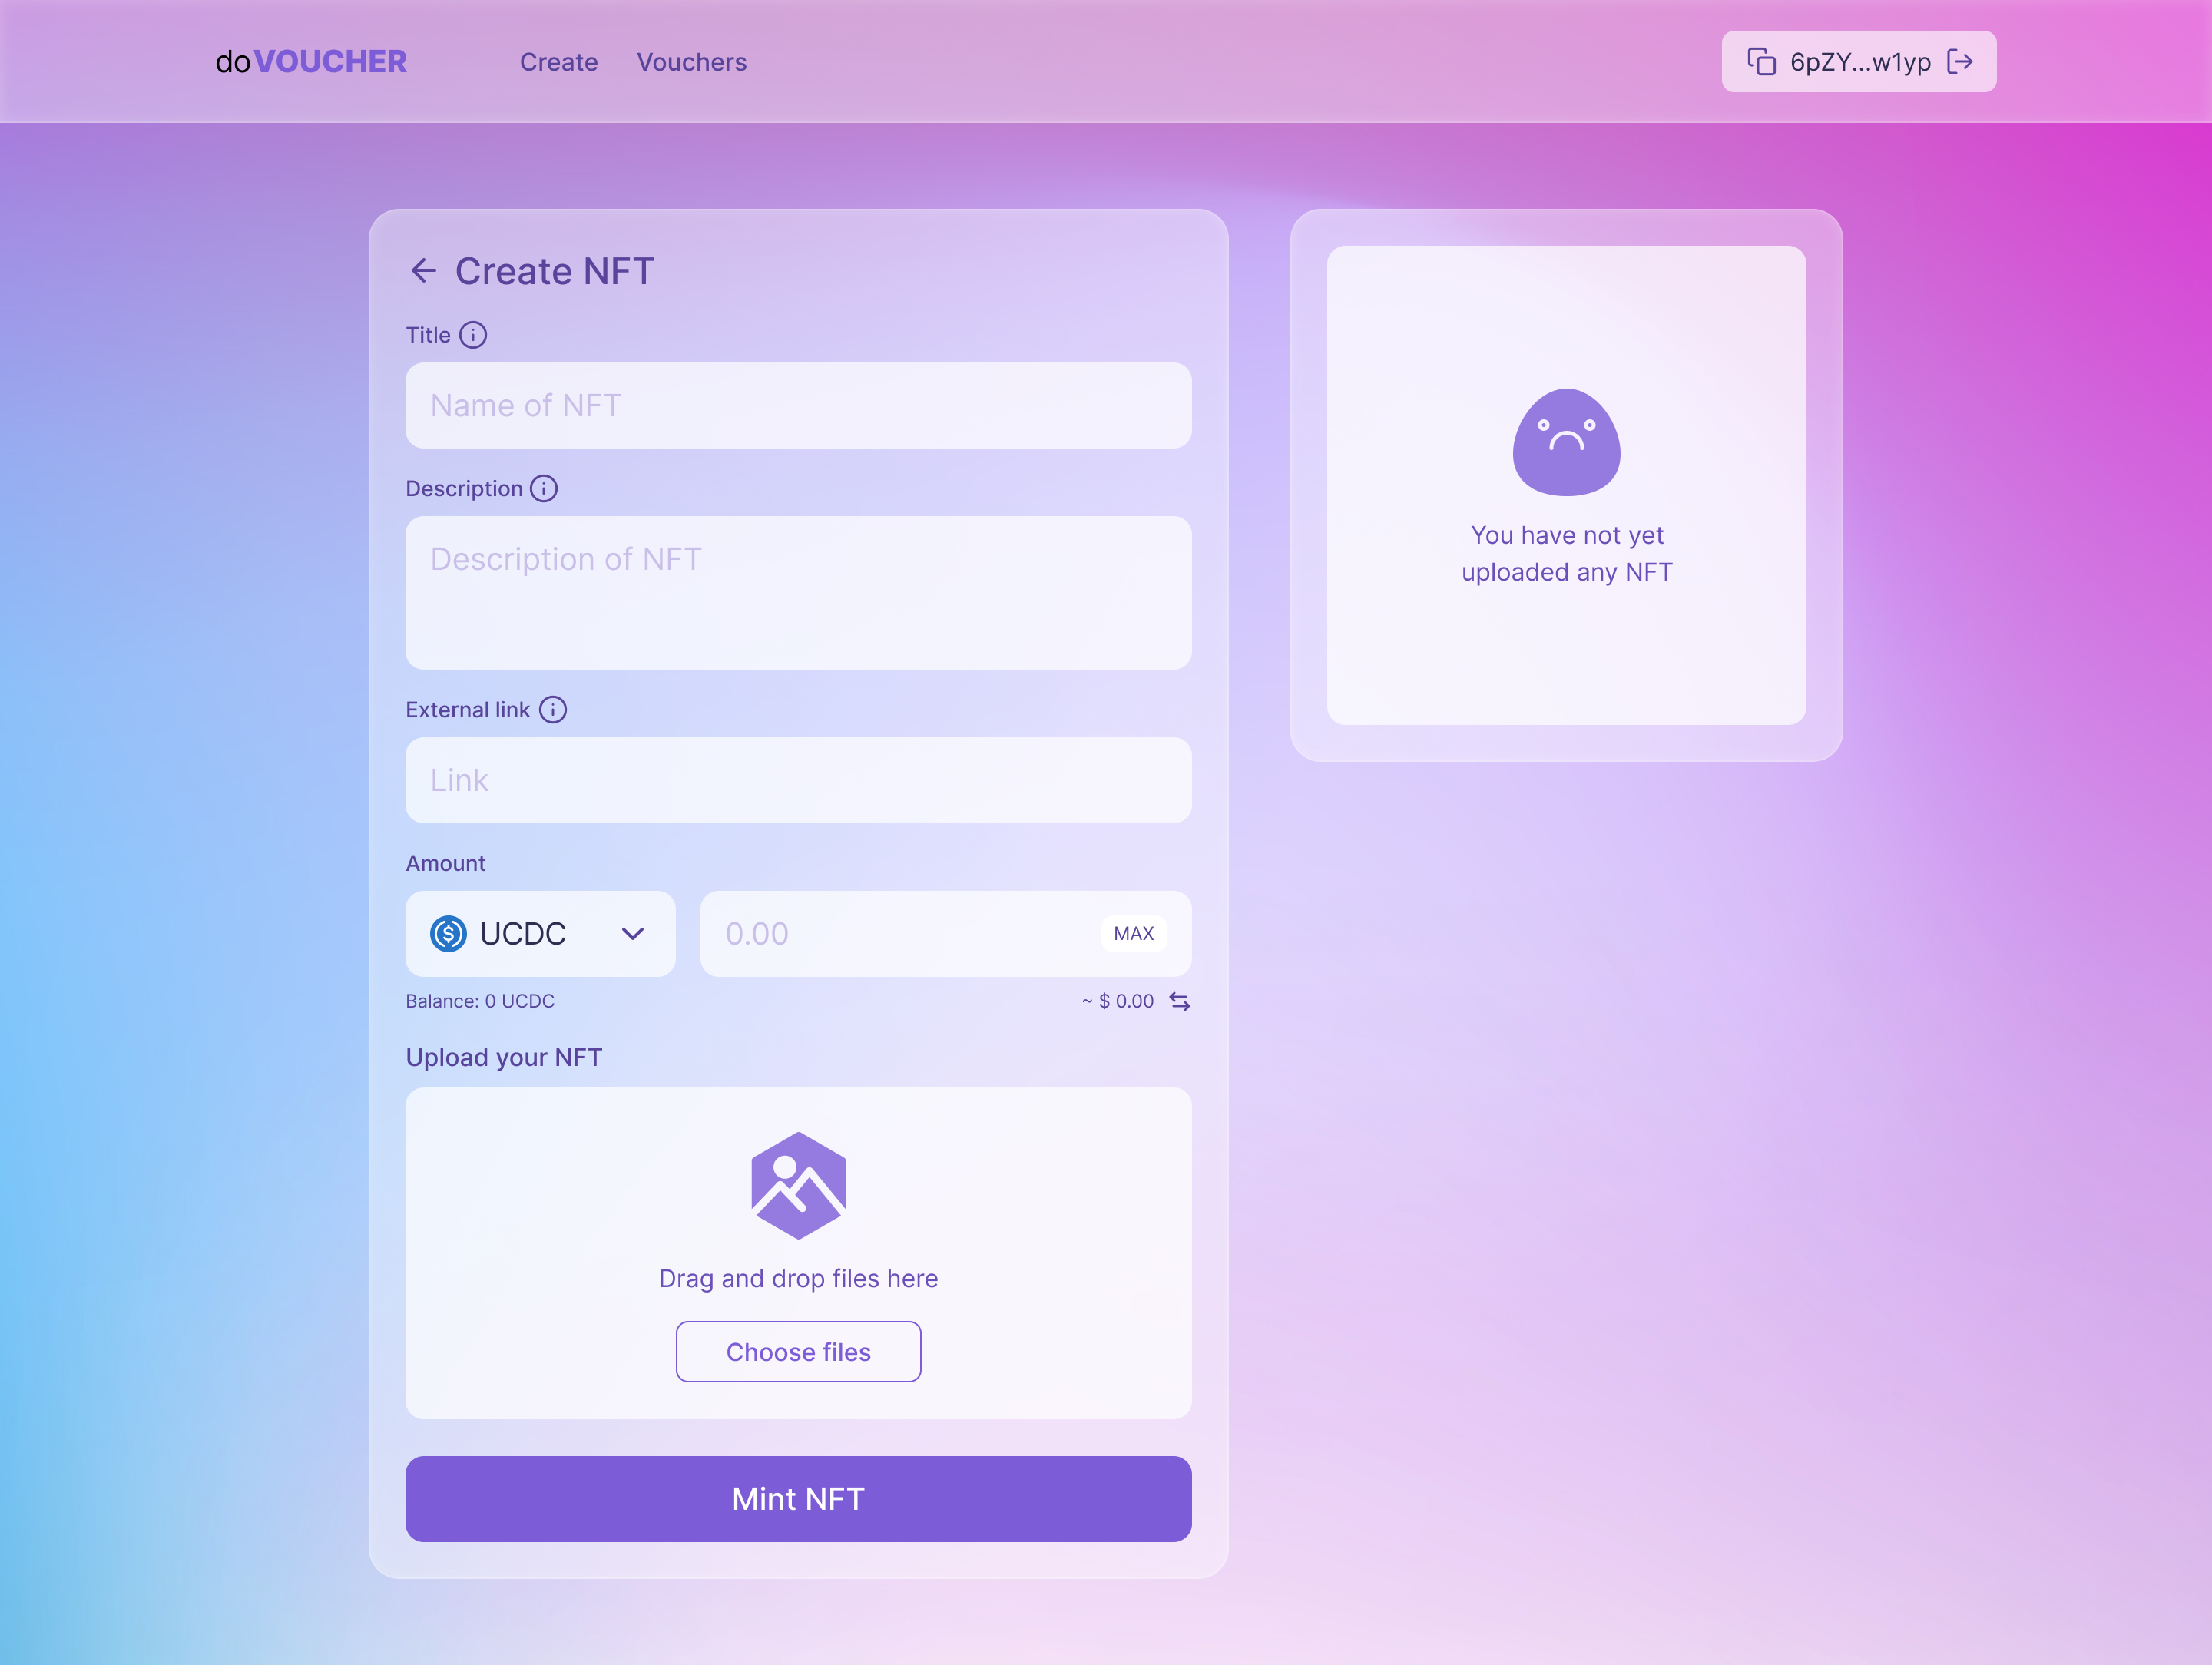 doVOUCHER
Create
Vouchers
6pZY...w1yp
Create NFT
Title
Name of NFT
Description
Description of NFT
External link
Link
Amount
UCDC
0.00
MAX
Balance: 0 UCDC
~ $ 0.00
Upload your NFT
Drag and drop files here
Choose files
Mint NFT
You have not yet
uploaded any NFT